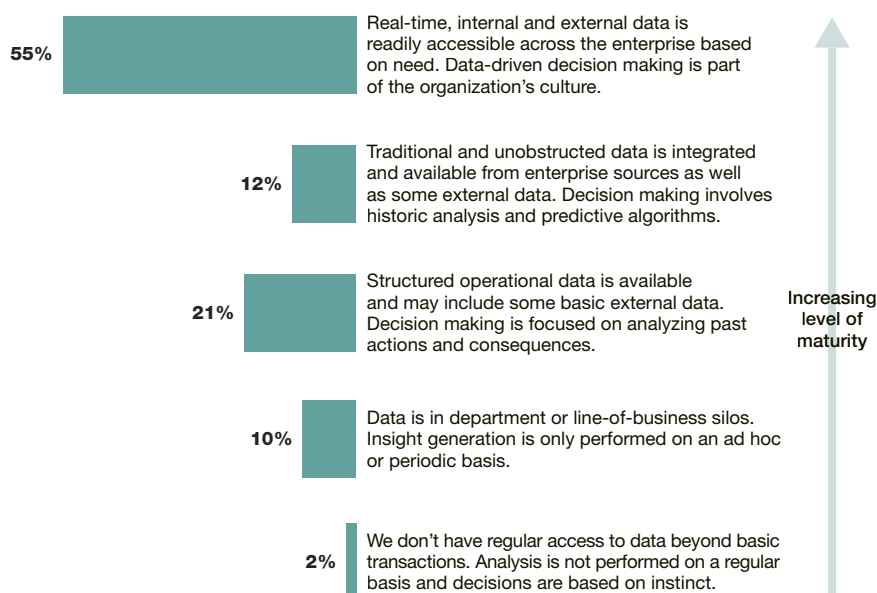 Real-time, internal and external data is
readily accessible across the enterprise based
55%
on need. Data-driven decision making is part
of the organization’s culture.
Traditional and unobstructed data is integrated
and available from enterprise sources as well
12%
as some external data. Decision making involves
historic analysis and predictive algorithms.
Structured operational data is available
and may include some basic external data.
21%
Decision making is focused on analyzing past
actions and consequences.
Increasing
level of
maturity
Data is in department or line-of-business silos.
10%
Insight generation is only performed on an ad hoc
or periodic basis.
We don’t have regular access to data beyond basic
2%
transactions. Analysis is not performed on a regular
basis and decisions are based on instinct.